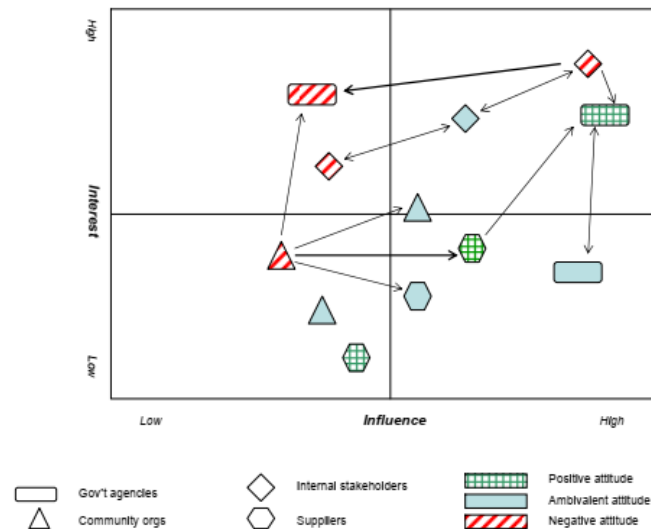 High
Interest
Low
Low
Influence
High
Gov't agencies
Community orgs
Internal stakeholders
Suppliers
Positive attitude
Ambivalent attitude
Negative attitude